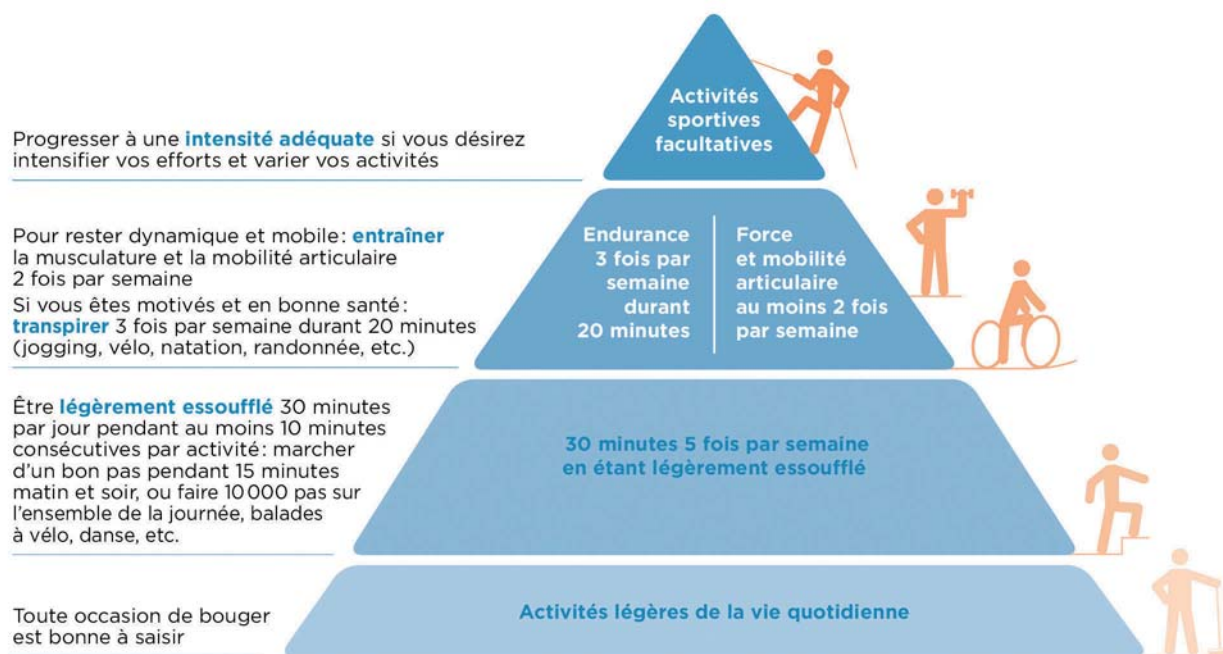 Activités
sportives
facultatives
Progresser à une intensité adéquate si vous désirez
intensifier vos efforts et varier vos activités
Pour rester dynamique et mobile : entraîner
la musculature et la mobilité articulaire
2 fois par semaine
Si vous êtes motivés et en bonne santé :
transpirer 3 fois par semaine durant 20 minutes
(jogging, vélo, natation, randonnée, etc.)
Endurance
3 fois par
semaine
durant
20 minutes
Force
et mobilité
articulaire
au moins 2 fois
par semaine
Être légèrement essoufflé 30 minutes
par jour pendant au moins 10 minutes
consécutives par activité : marcher
d'un bon pas pendant 15 minutes
matin et soir, ou faire 10 000 pas sur
l'ensemble de la journée, balades
à vélo, danse, etc.
30 minutes 5 fois par semaine
en étant légèrement essoufflé
Toute occasion de bouger
est bonne à saisir
Activités légères de la vie quotidienne